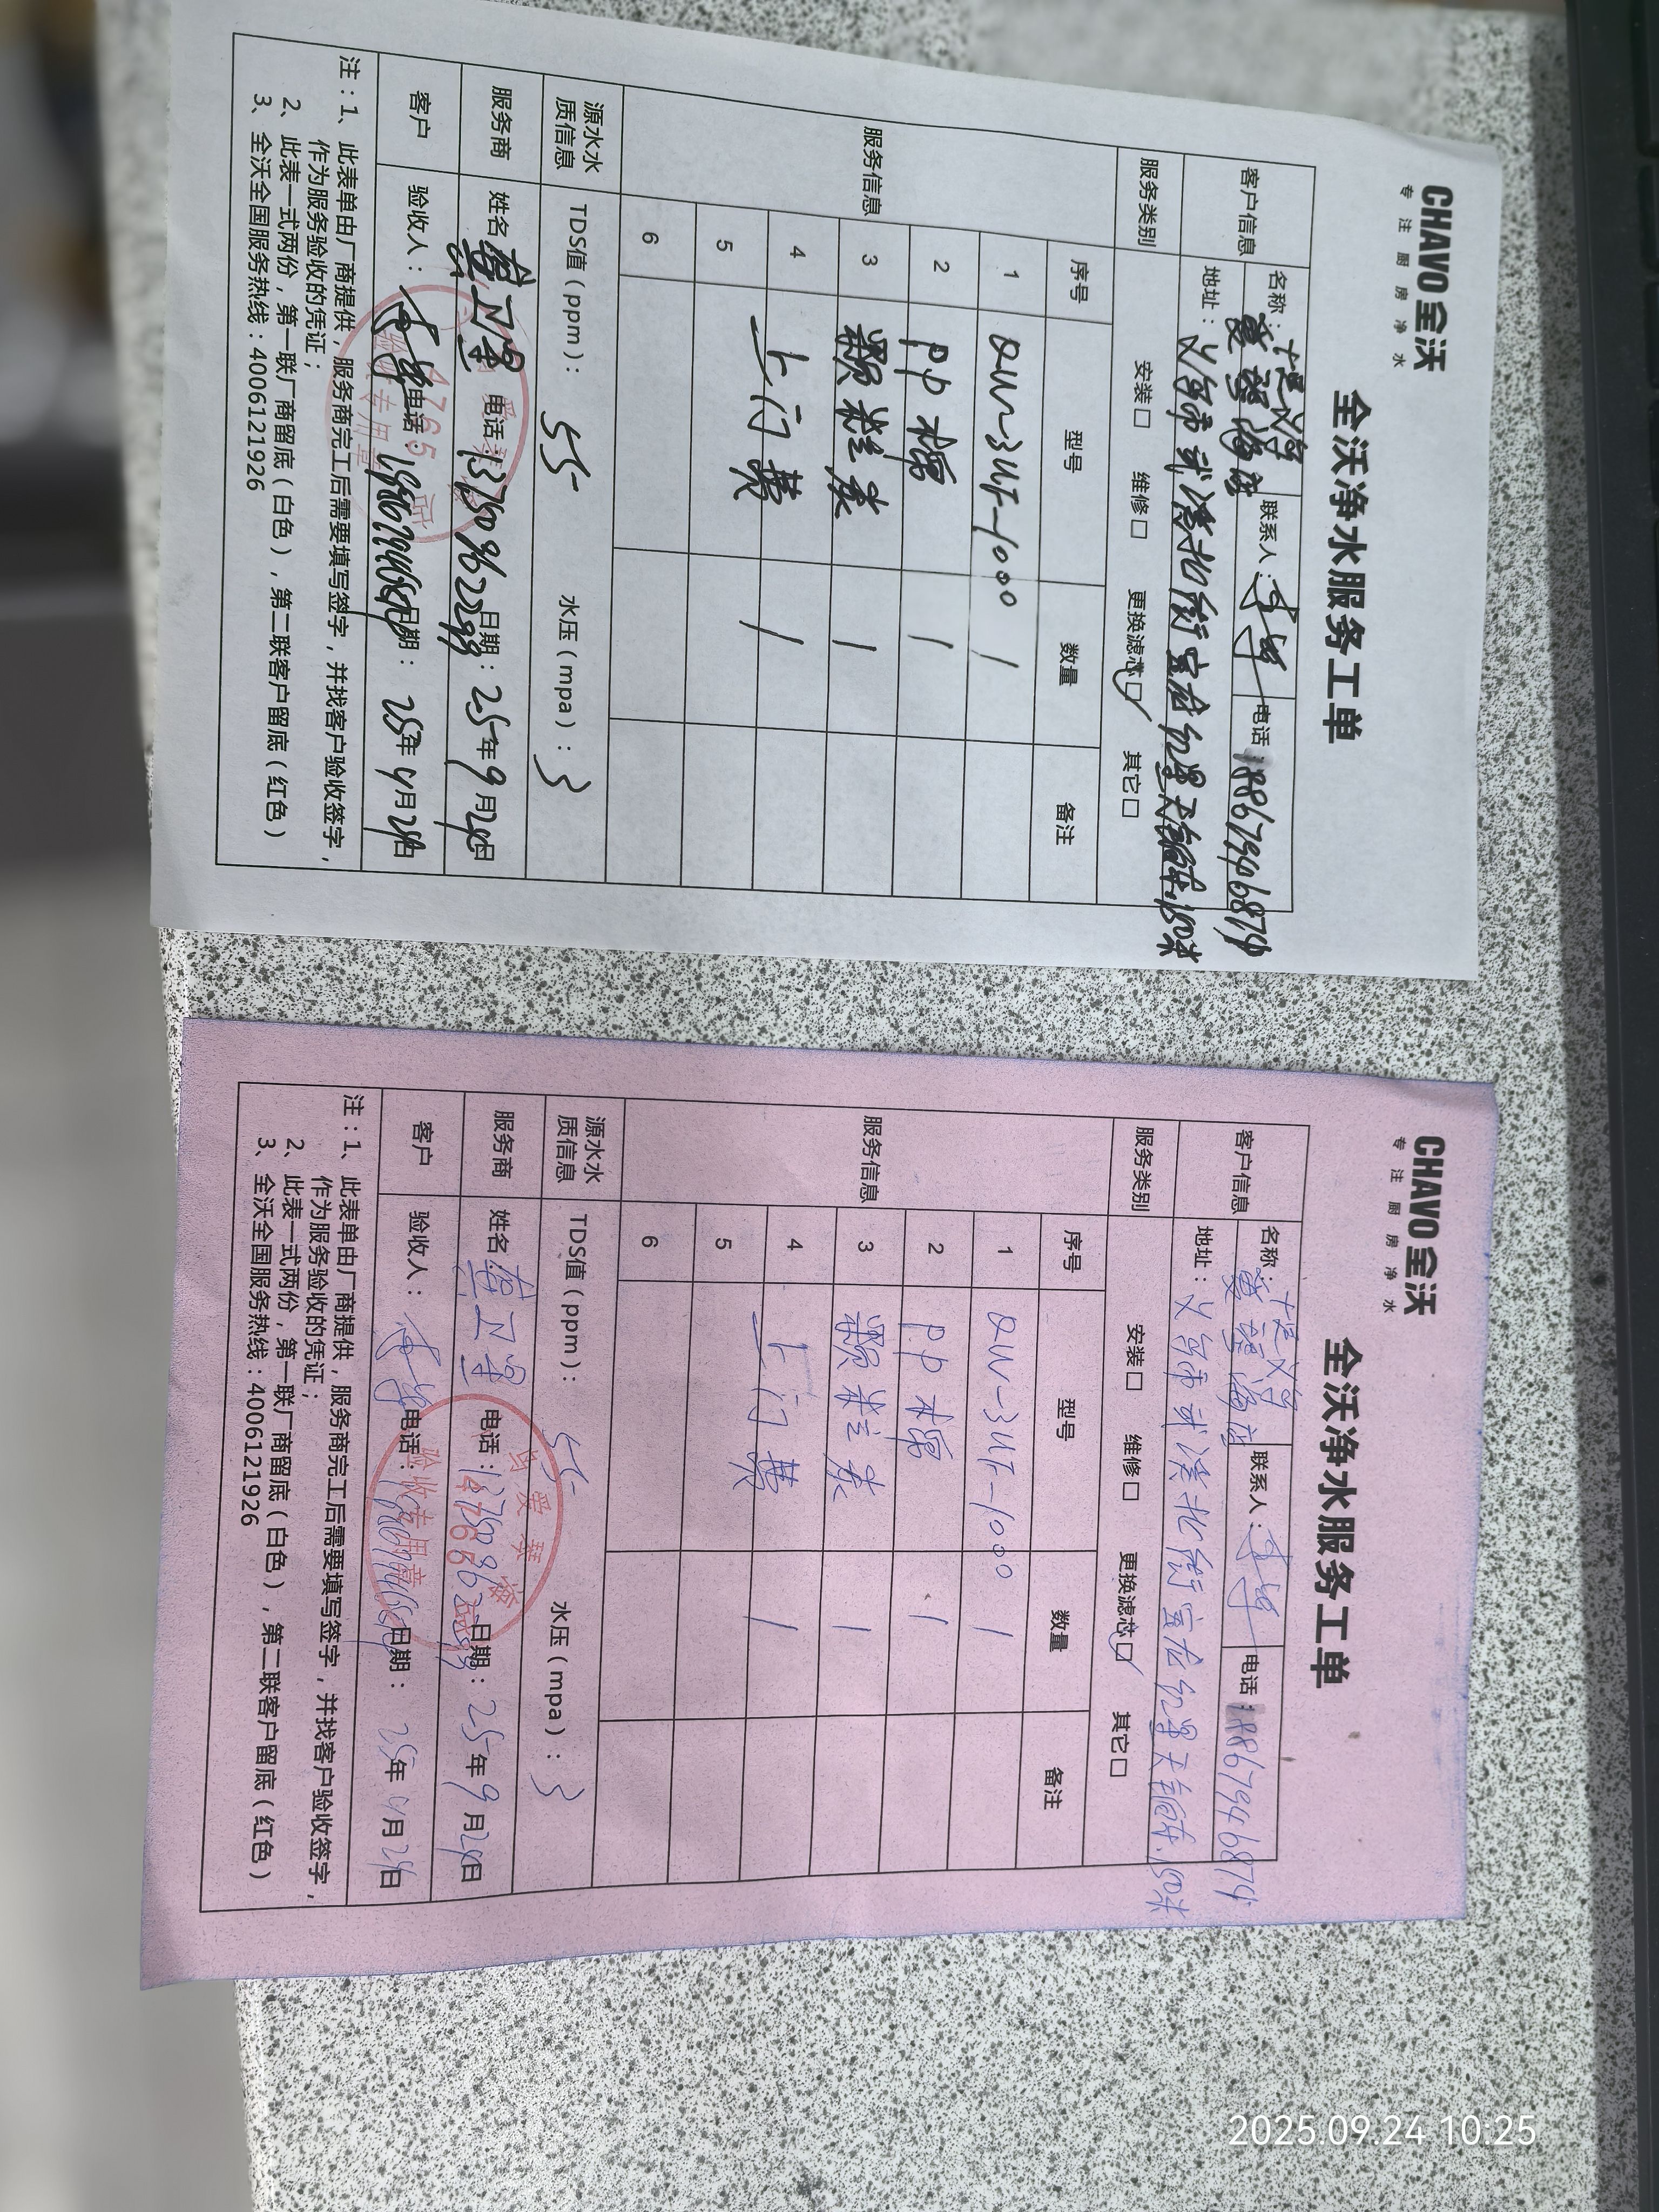 CHAVO 全沃
专注厨房净水
全沃净水服务工单
客户信息 名称： 联系人： 电话：18867946879
地址：义乌市
服务类别 安装□ 维修□ 更换滤芯□ 其它□
服务信息 序号 型号 数量 备注
1 QW-3UF-1000 1
2 PP棉 1
3 颗粒炭 1
4 上门费 1
5
6
源水水质信息 TDS值（ppm）：55 水压（mpa）：3
服务商 姓名： 电话： 日期：25年9月24日
客户 验收人： 电话： 日期：25年9月24日
注：1、此表单由厂商提供，服务商完工后需要填写签字，并找客户验收签字，
作为服务验收的凭证；
2、此表一式两份，第一联厂商留底（白色），第二联客户留底（红色）
3、全沃全国服务热线：4006121926
CHAVO 全沃
专注厨房净水
全沃净水服务工单
客户信息 名称： 联系人： 电话：18867946879
地址：义乌市
服务类别 安装□ 维修□ 更换滤芯□ 其它□
服务信息 序号 型号 数量 备注
1 QW-3UF-1000 1
2 PP棉 1
3 颗粒炭 1
4 上门费 1
5
6
源水水质信息 TDS值（ppm）：55 水压（mpa）：3
服务商 姓名： 电话： 日期：25年9月24日
客户 验收人： 电话： 日期：25年9月24日
注：1、此表单由厂商提供，服务商完工后需要填写签字，并找客户验收签字，
作为服务验收的凭证；
2、此表一式两份，第一联厂商留底（白色），第二联客户留底（红色）
3、全沃全国服务热线：4006121926
验收专用章
2025.09.24 10:25